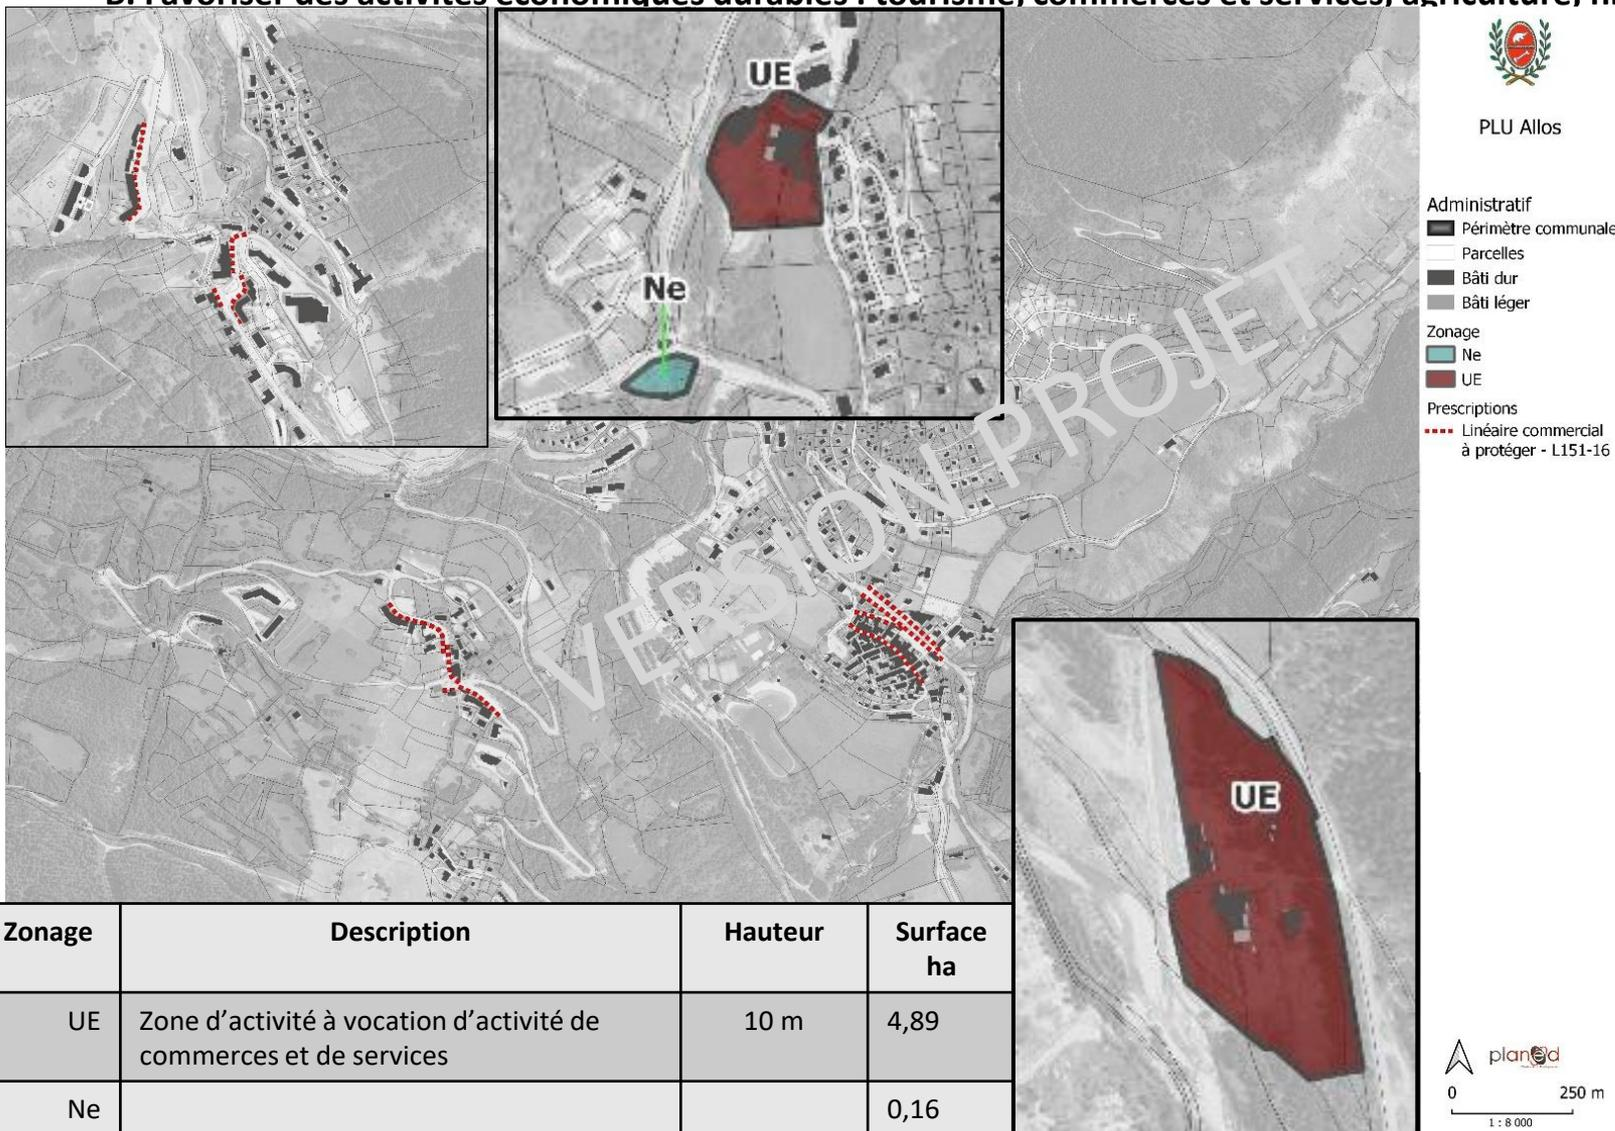 D. Favoriser des activités économiques durables : tourisme, commerces et services, agriculture,
UE
Ne
UE
VERSION PROJET
PLU Allos
Administratif
Périmètre communale
Parcelles
Bâti dur
Bâti léger
Zonage
Ne
UE
Prescriptions
Linéaire commercial
à protéger - L151-16
Zonage Description Hauteur Surface
ha
UE Zone d’activité à vocation d’activité de 10 m 4,89
commerces et de services
Ne 0,16
planed
0 250 m
1 : 8 000